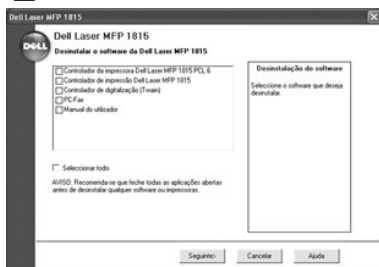 Dell Laser MFP 1815
DELL
Dell Laser MFP 1815
Desinstalar o software da Dell Laser MFP 1815
Controlador da impressora Dell Laser MFP 1815 PCL 6
Controlador de impressão Dell Laser MFP 1815
Controlador de digitalização (Twain)
PC-Fax
Manual do utilizador
Seleccionar todo
AVISO: Recomenda-se que feche todas as aplicações abertas
antes de desinstalar qualquer software ou impressoras.
Desinstalação do software
Seleccione o software que deseja
desinstalar.
Seguinte>
Cancelar
Ajuda